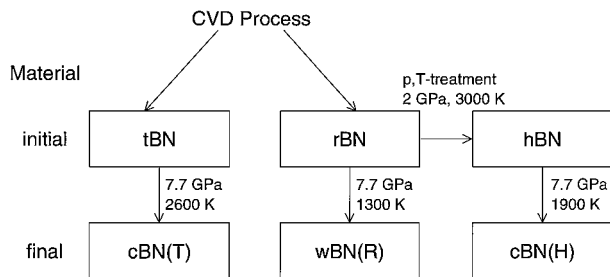 CVD Process
Material
p,T-treatment
2 GPa, 3000 K
initial
tBN
rBN
hBN
7.7 GPa
2600 K
7.7 GPa
1300 K
7.7 GPa
1900 K
final
cBN(T)
wBN(R)
cBN(H)